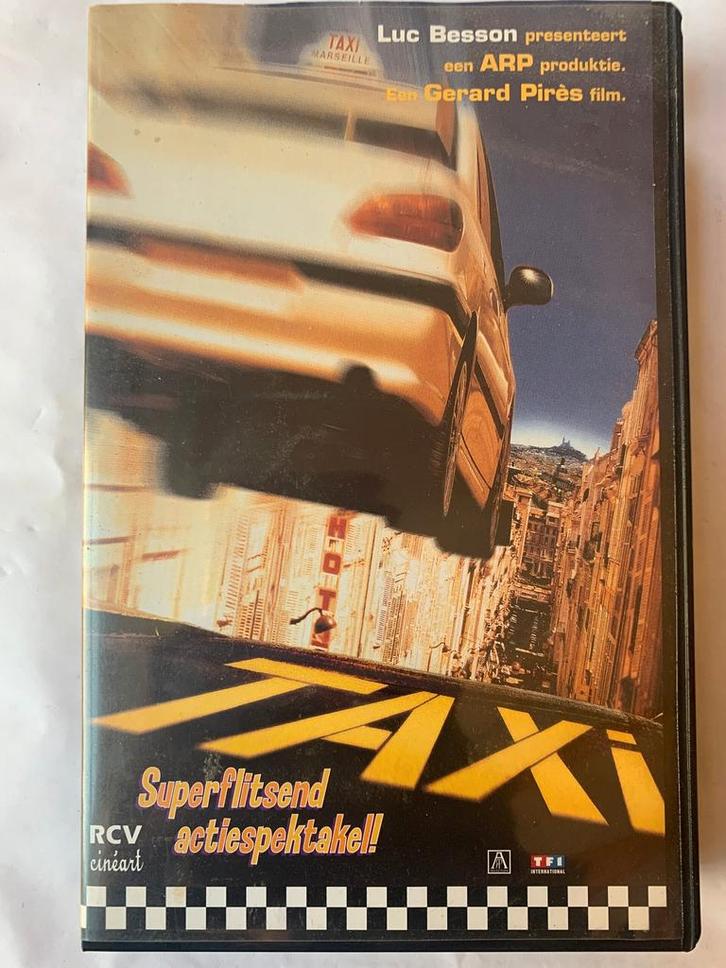 TAXI
MARSEILLE
Luc Besson presenteert
een ARP produktie.
Een Gerard Pirès film.
HOT
TAXi
Superflitsend
actiespektakel!
RCV
cinéart
TF1
INTERNATIONAL